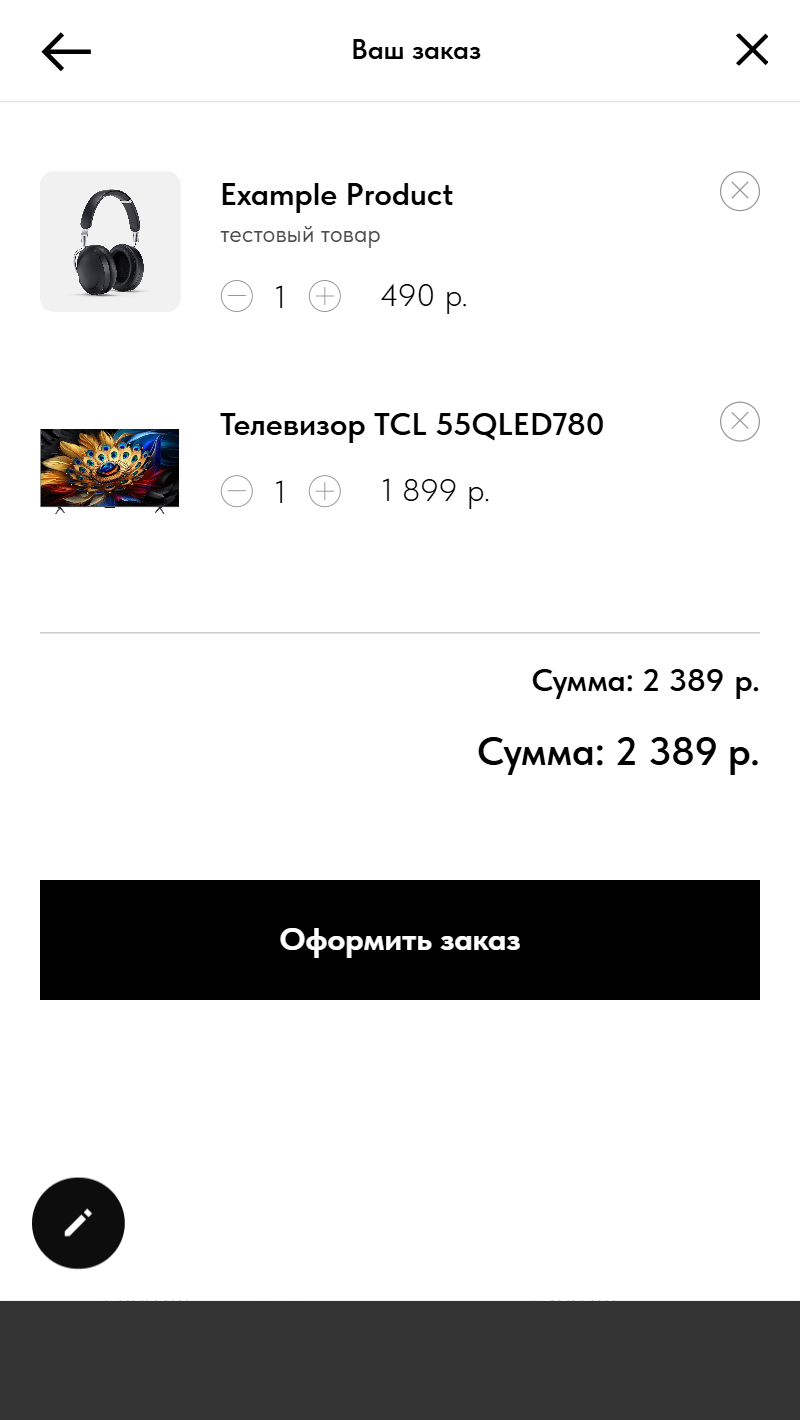 Ваш заказ
Example Product
тестовый товар
1 490 р.
Телевизор TCL 55QLED780
1 1 899 р.
Сумма: 2 389 р.
Сумма: 2 389 р.
Оформить заказ